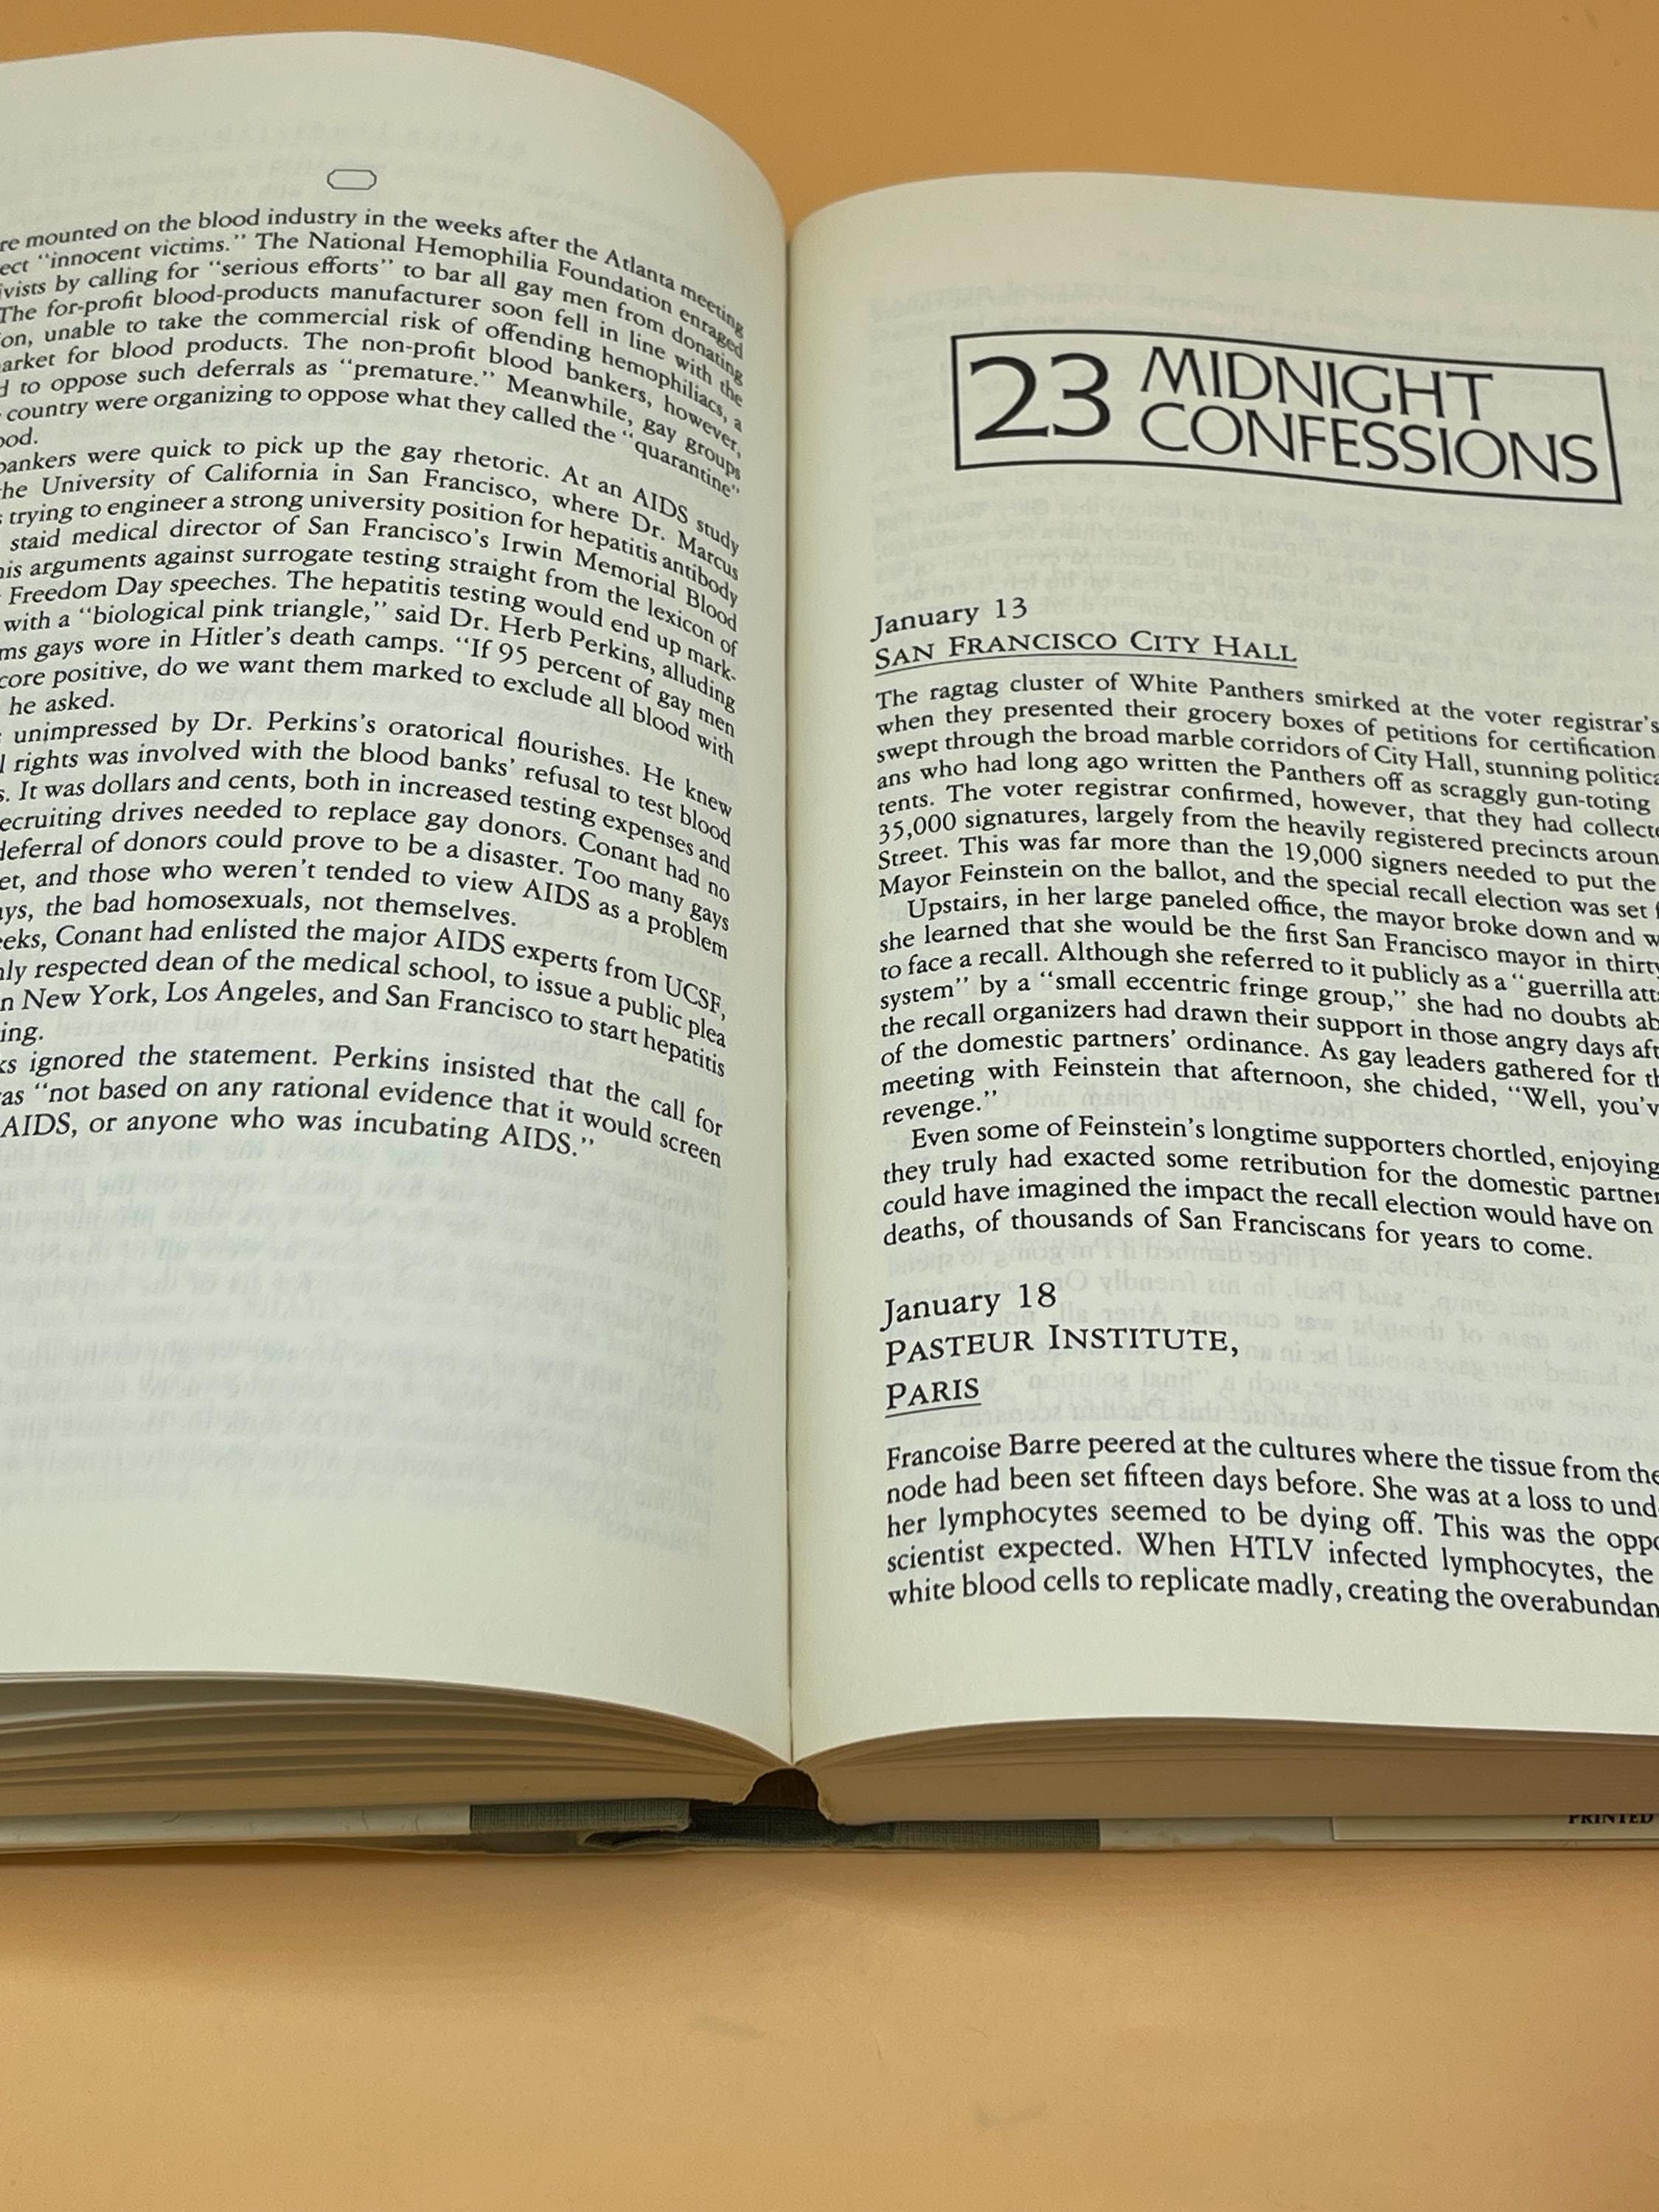 re mounted on the blood industry in the weeks after the Atlanta meeting
ect "innocent victims." The National Hemophilia Foundation enraged
ivists by calling for "serious efforts" to bar all gay men from donating
The for-profit blood-products manufacturer soon fell in line with the
on, unable to take the commercial risk of offending hemophiliacs, a
arket for blood products. The non-profit blood bankers, however,
d to oppose such deferrals as "premature." Meanwhile, gay groups
country were organizing to oppose what they called the "quarantine"
ood.
bankers were quick to pick up the gay rhetoric. At an AIDS study
he University of California in San Francisco, where Dr. Marcus
trying to engineer a strong university position for hepatitis antibody
staid medical director of San Francisco's Irwin Memorial Blood
his arguments against surrogate testing straight from the lexicon of
Freedom Day speeches. The hepatitis testing would end up mark-
with a "biological pink triangle," said Dr. Herb Perkins, alluding
ms gays wore in Hitler's death camps. "If 95 percent of gay men
core positive, do we want them marked to exclude all blood with
he asked.
unimpressed by Dr. Perkins's oratorical flourishes. He knew
l rights was involved with the blood banks' refusal to test blood
s. It was dollars and cents, both in increased testing expenses and
ecruiting drives needed to replace gay donors. Conant had no
deferral of donors could prove to be a disaster. Too many gays
et, and those who weren't tended to view AIDS as a problem
ys, the bad homosexuals, not themselves.
eeks, Conant had enlisted the major AIDS experts from UCSF,
ly respected dean of the medical school, to issue a public plea
n New York, Los Angeles, and San Francisco to start hepatitis
ing.
ks ignored the statement. Perkins insisted that the call for
as "not based on any rational evidence that it would screen
AIDS, or anyone who was incubating AIDS."
23 MIDNIGHT
CONFESSIONS
January 13
SAN FRANCISCO CITY HALL
The ragtag cluster of White Panthers smirked at the voter registrar's
when they presented their grocery boxes of petitions for certification.
swept through the broad marble corridors of City Hall, stunning politica
ans who had long ago written the Panthers off as scraggly gun-toting
tents. The voter registrar confirmed, however, that they had collecte
35,000 signatures, largely from the heavily registered precincts aroun
Street. This was far more than the 19,000 signers needed to put the
Mayor Feinstein on the ballot, and the special recall election was set f
Upstairs, in her large paneled office, the mayor broke down and w
she learned that she would be the first San Francisco mayor in thirty
to face a recall. Although she referred to it publicly as a "guerrilla atta
system" by a "small eccentric fringe group," she had no doubts ab
the recall organizers had drawn their support in those angry days aft
of the domestic partners' ordinance. As gay leaders gathered for th
meeting with Feinstein that afternoon, she chided, "Well, you'v
revenge."
Even some of Feinstein's longtime supporters chortled, enjoying
they truly had exacted some retribution for the domestic partner
could have imagined the impact the recall election would have on
deaths, of thousands of San Franciscans for years to come.
January 18
PASTEUR INSTITUTE,
PARIS
Francoise Barre peered at the cultures where the tissue from the
node had been set fifteen days before. She was at a loss to und
her lymphocytes seemed to be dying off. This was the oppo
scientist expected. When HTLV infected lymphocytes, the
white blood cells to replicate madly, creating the overabundan
PRINTED